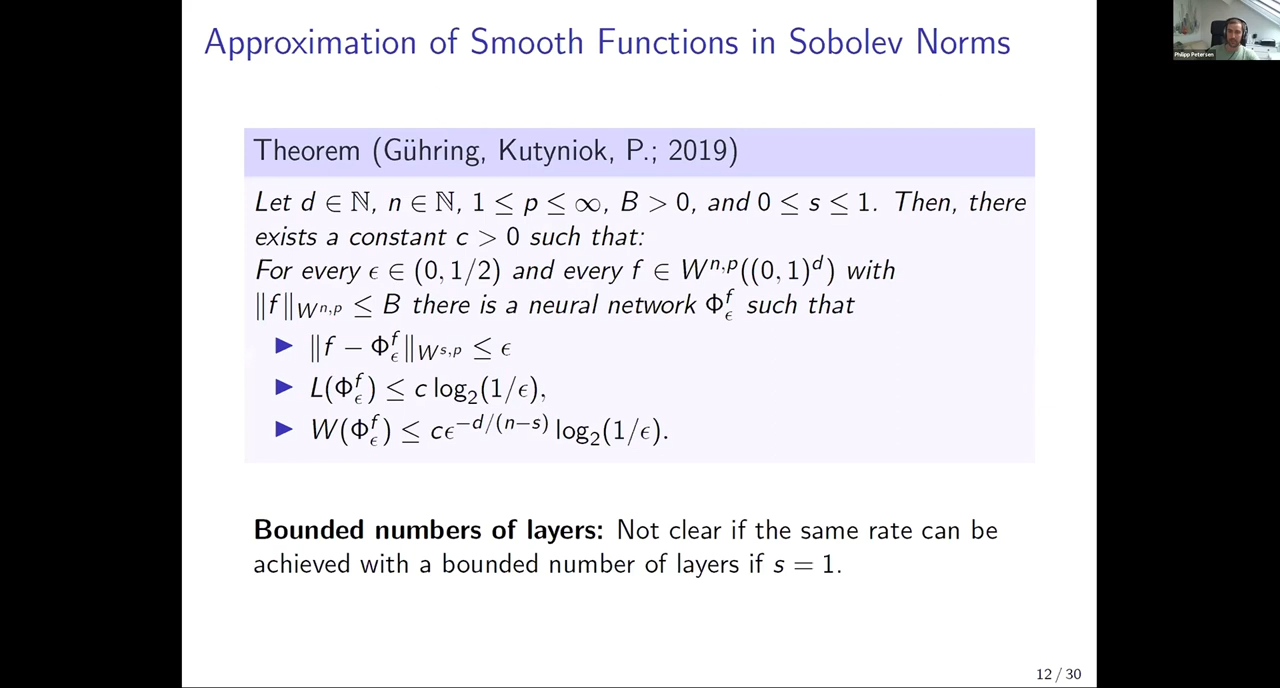 Approximation of Smooth Functions in Sobolev Norms
Philipp Petersen
Theorem (Gühring, Kutyniok, P.; 2019)
Let d ∈ ℕ, n ∈ ℕ, 1 ≤ p ≤ ∞, B > 0, and 0 ≤ s ≤ 1. Then, there
exists a constant c > 0 such that:
For every ϵ ∈ (0, 1/2) and every f ∈ W^{n,p}((0, 1)^d) with
‖f‖_{W^{n,p}} ≤ B there is a neural network Φ_ϵ^f such that
▶ ‖f − Φ_ϵ^f‖_{W^{s,p}} ≤ ϵ
▶ L(Φ_ϵ^f) ≤ c log₂(1/ϵ),
▶ W(Φ_ϵ^f) ≤ cϵ^{−d/(n−s)} log₂(1/ϵ).
Bounded numbers of layers: Not clear if the same rate can be
achieved with a bounded number of layers if s = 1.
12 / 30